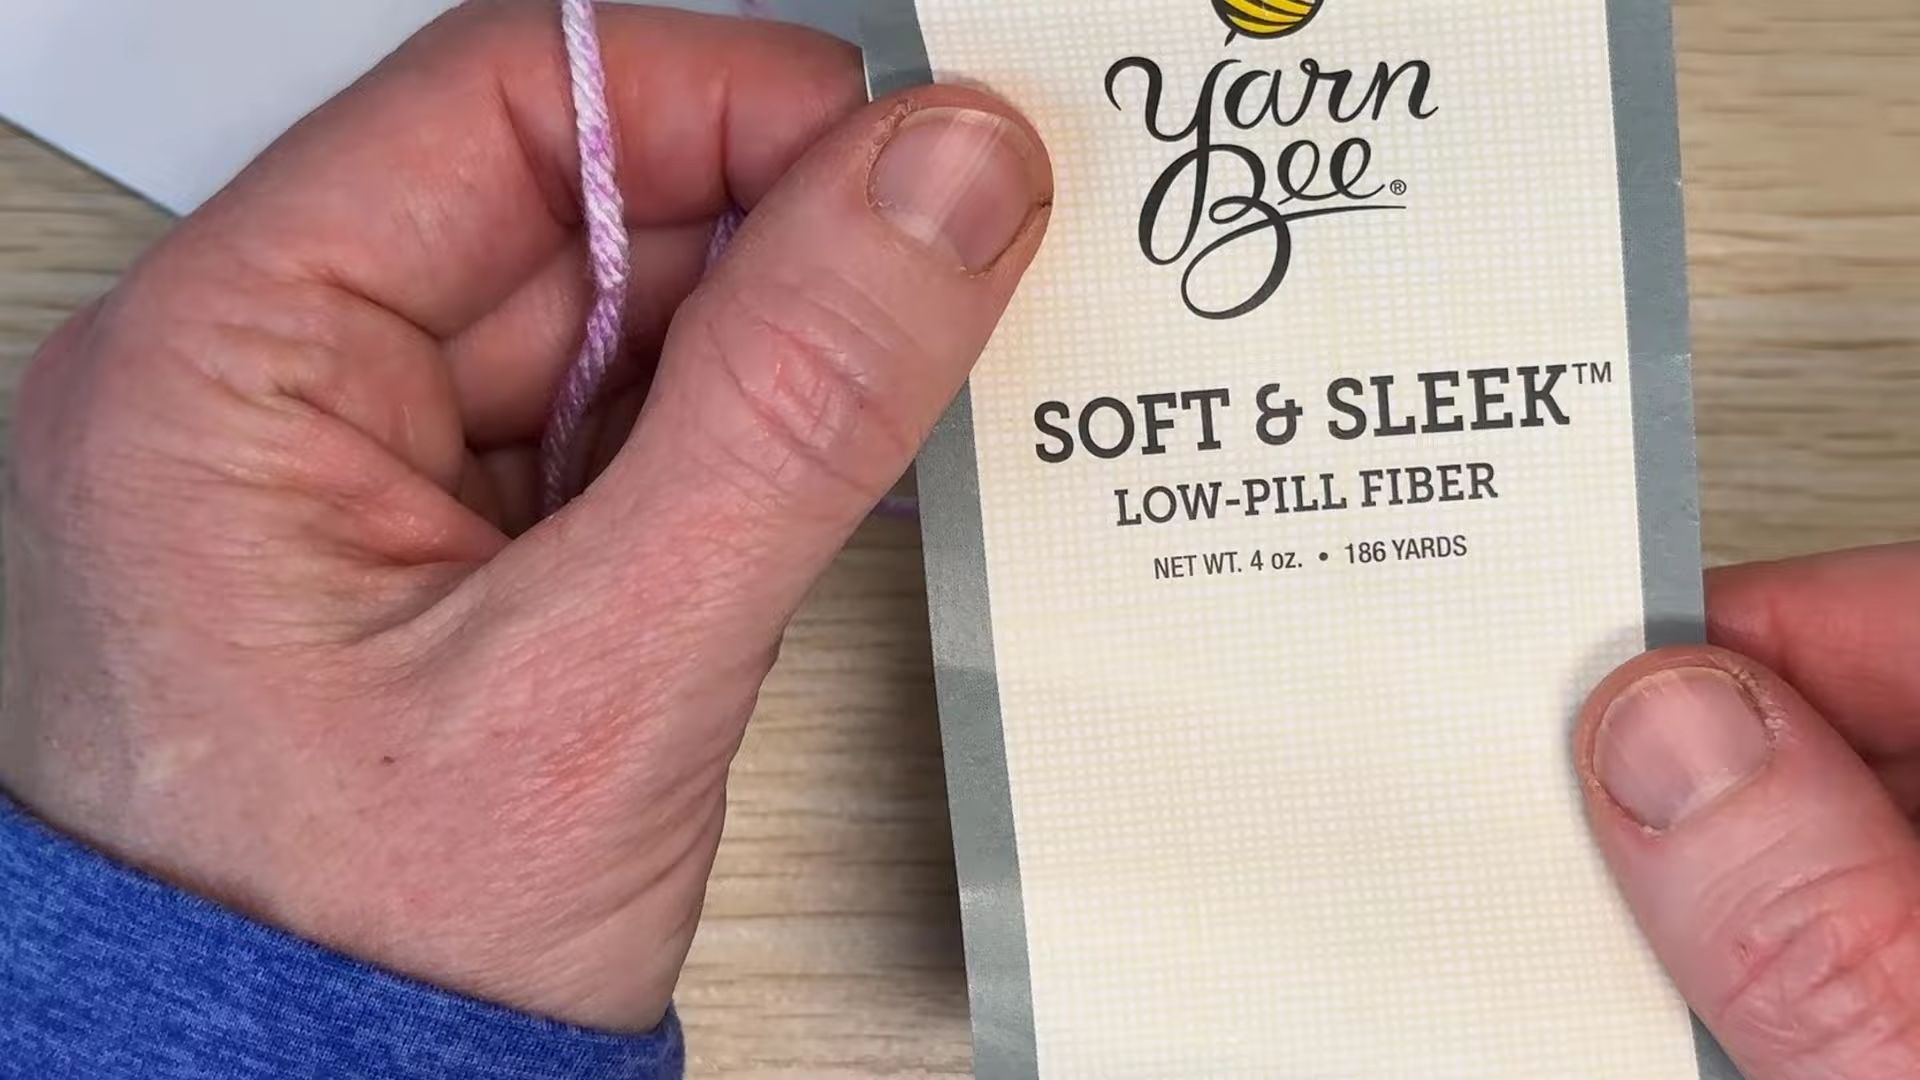 Yarn
Bee®
SOFT & SLEEK™
LOW-PILL FIBER
NET WT. 4 oz. • 186 YARDS